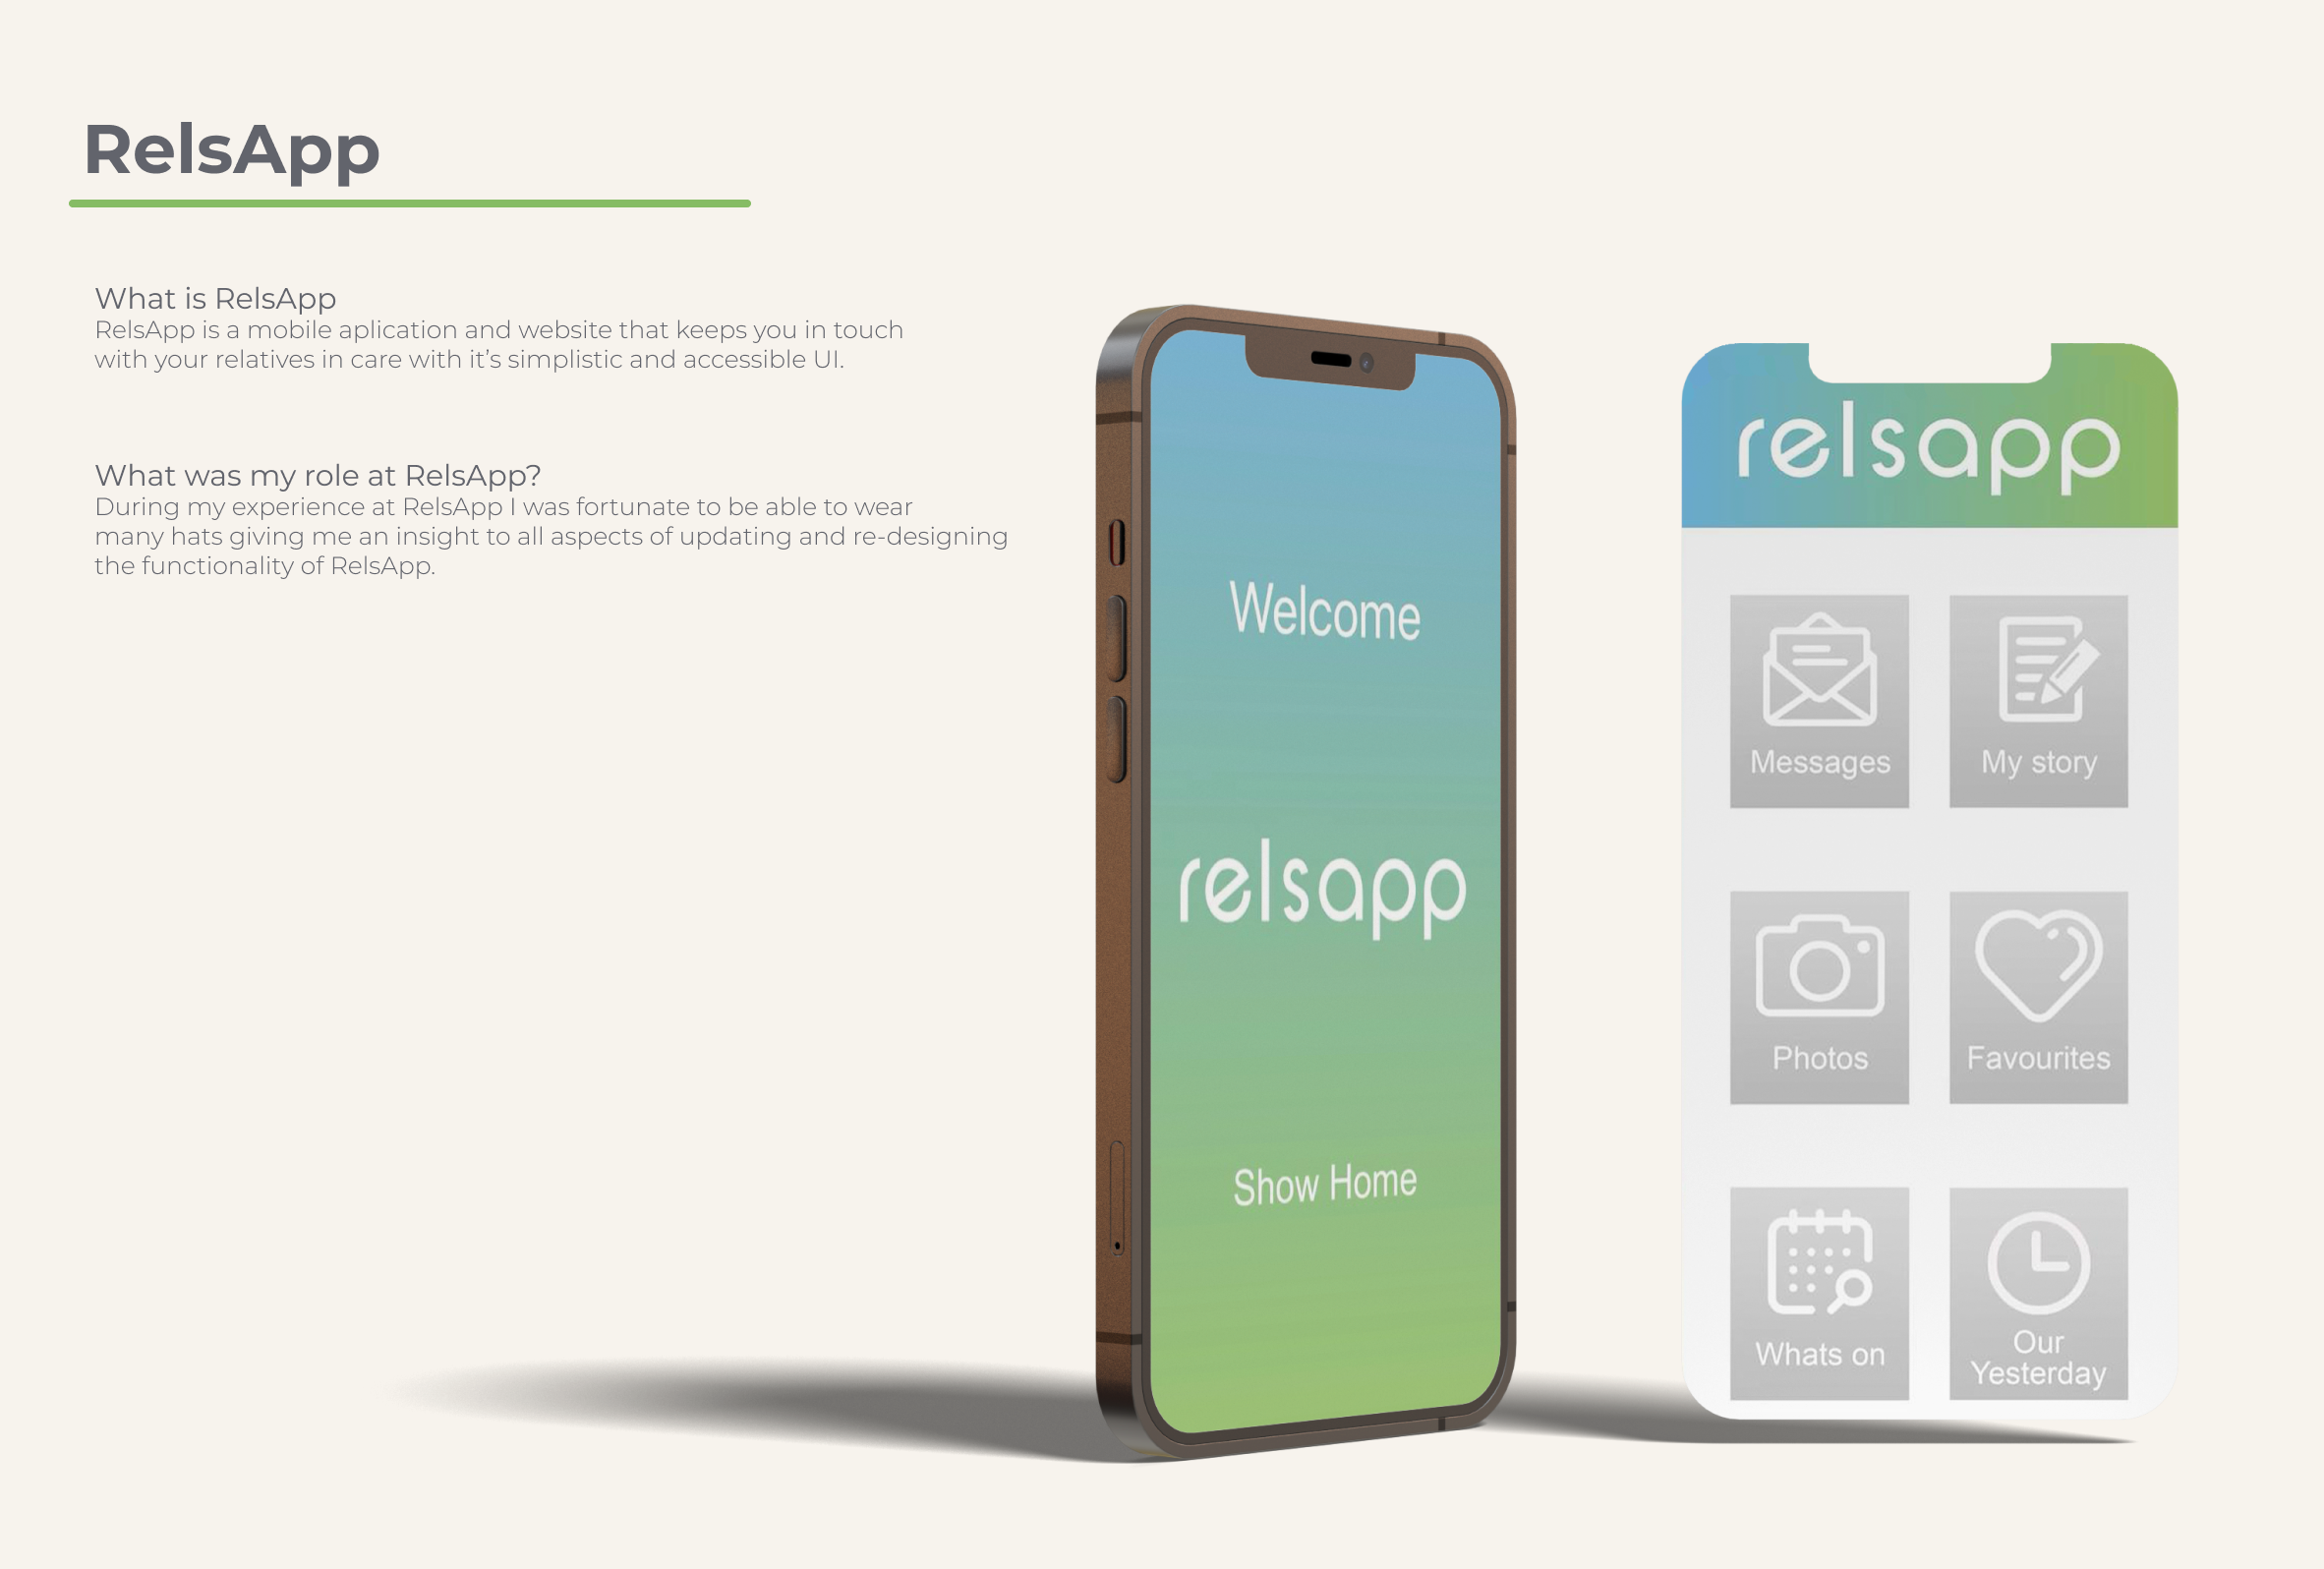 RelsApp
What is RelsApp
RelsApp is a mobile aplication and website that keeps you in touch
with your relatives in care with it’s simplistic and accessible UI.
What was my role at RelsApp?
During my experience at RelsApp I was fortunate to be able to wear
many hats giving me an insight to all aspects of updating and re-designing
the functionality of RelsApp.
Welcome
relsapp
Show Home
relsapp
Messages
My story
Photos
Favourites
Whats on
Our
Yesterday